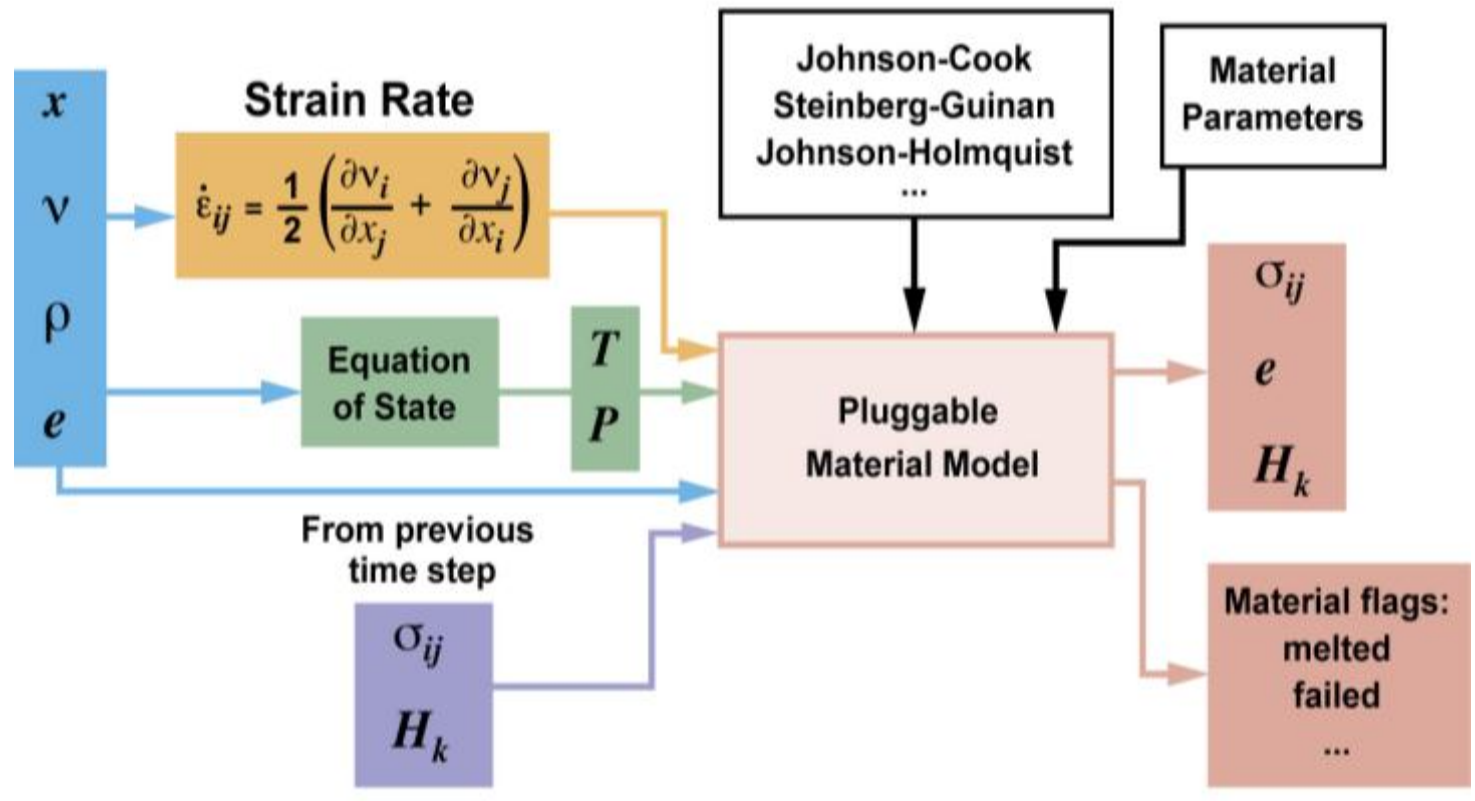 x
ν
ρ
e
Strain Rate
ε̇ij = 1/2 (∂νi/∂xj + ∂νj/∂xi)
Equation
of State
T
P
From previous
time step
σij
Hk
Johnson-Cook
Steinberg-Guinan
Johnson-Holmquist
...
Material
Parameters
Pluggable
Material Model
σij
e
Hk
Material flags:
melted
failed
...